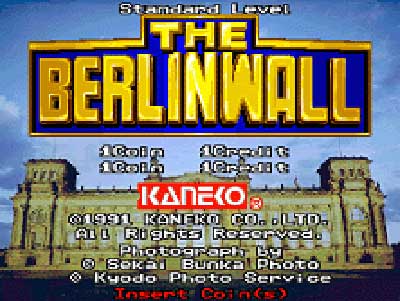 Standard Level
THE
BERLINWALL
1Coin 1Credit
1Coin 1Credit
KANEKO®
©1991 KANEKO CO.,LTD.
All Rights Reserved.
Photograph by
© Sekai Bunka Photo
© Kyodo Photo Service
Insert Coin(s)